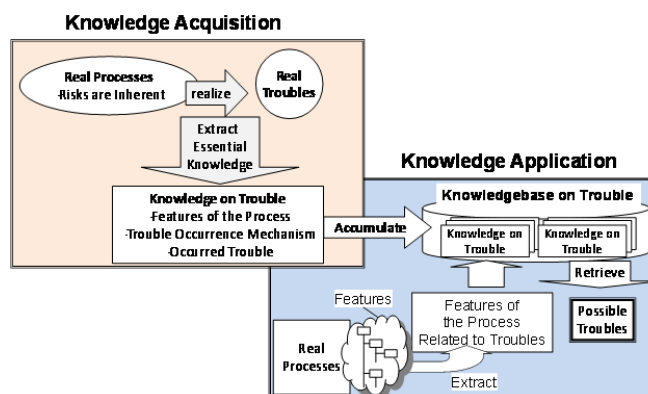 Knowledge Acquisition
Real Processes
-Risks are Inherent
realize
Real
Troubles
Extract
Essential
Knowledge
Knowledge on Trouble
-Features of the Process
-Trouble Occurrence Mechanism
-Occurred Trouble
Accumulate
Knowledge Application
Knowledgebase on Trouble
Knowledge on
Trouble
Knowledge on
Trouble
Retrieve
Possible
Troubles
Features
Features of
the Process
Related to Troubles
Real
Processes
Extract